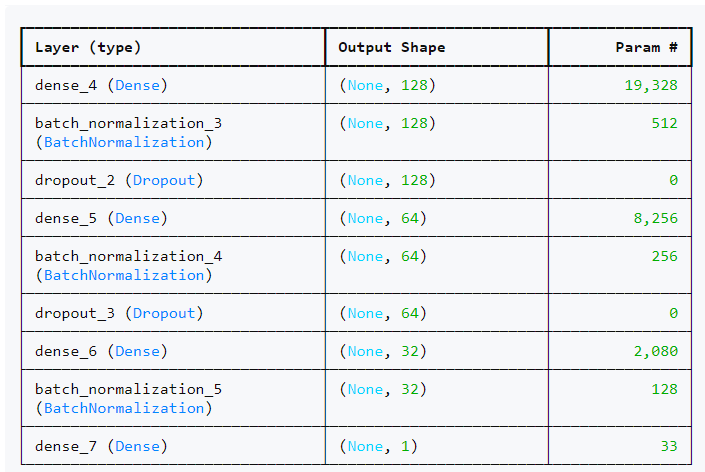 Layer (type) Output Shape Param #
dense_4 (Dense) (None, 128) 19,328
batch_normalization_3 (None, 128) 512
(BatchNormalization)
dropout_2 (Dropout) (None, 128) 0
dense_5 (Dense) (None, 64) 8,256
batch_normalization_4 (None, 64) 256
(BatchNormalization)
dropout_3 (Dropout) (None, 64) 0
dense_6 (Dense) (None, 32) 2,080
batch_normalization_5 (None, 32) 128
(BatchNormalization)
dense_7 (Dense) (None, 1) 33